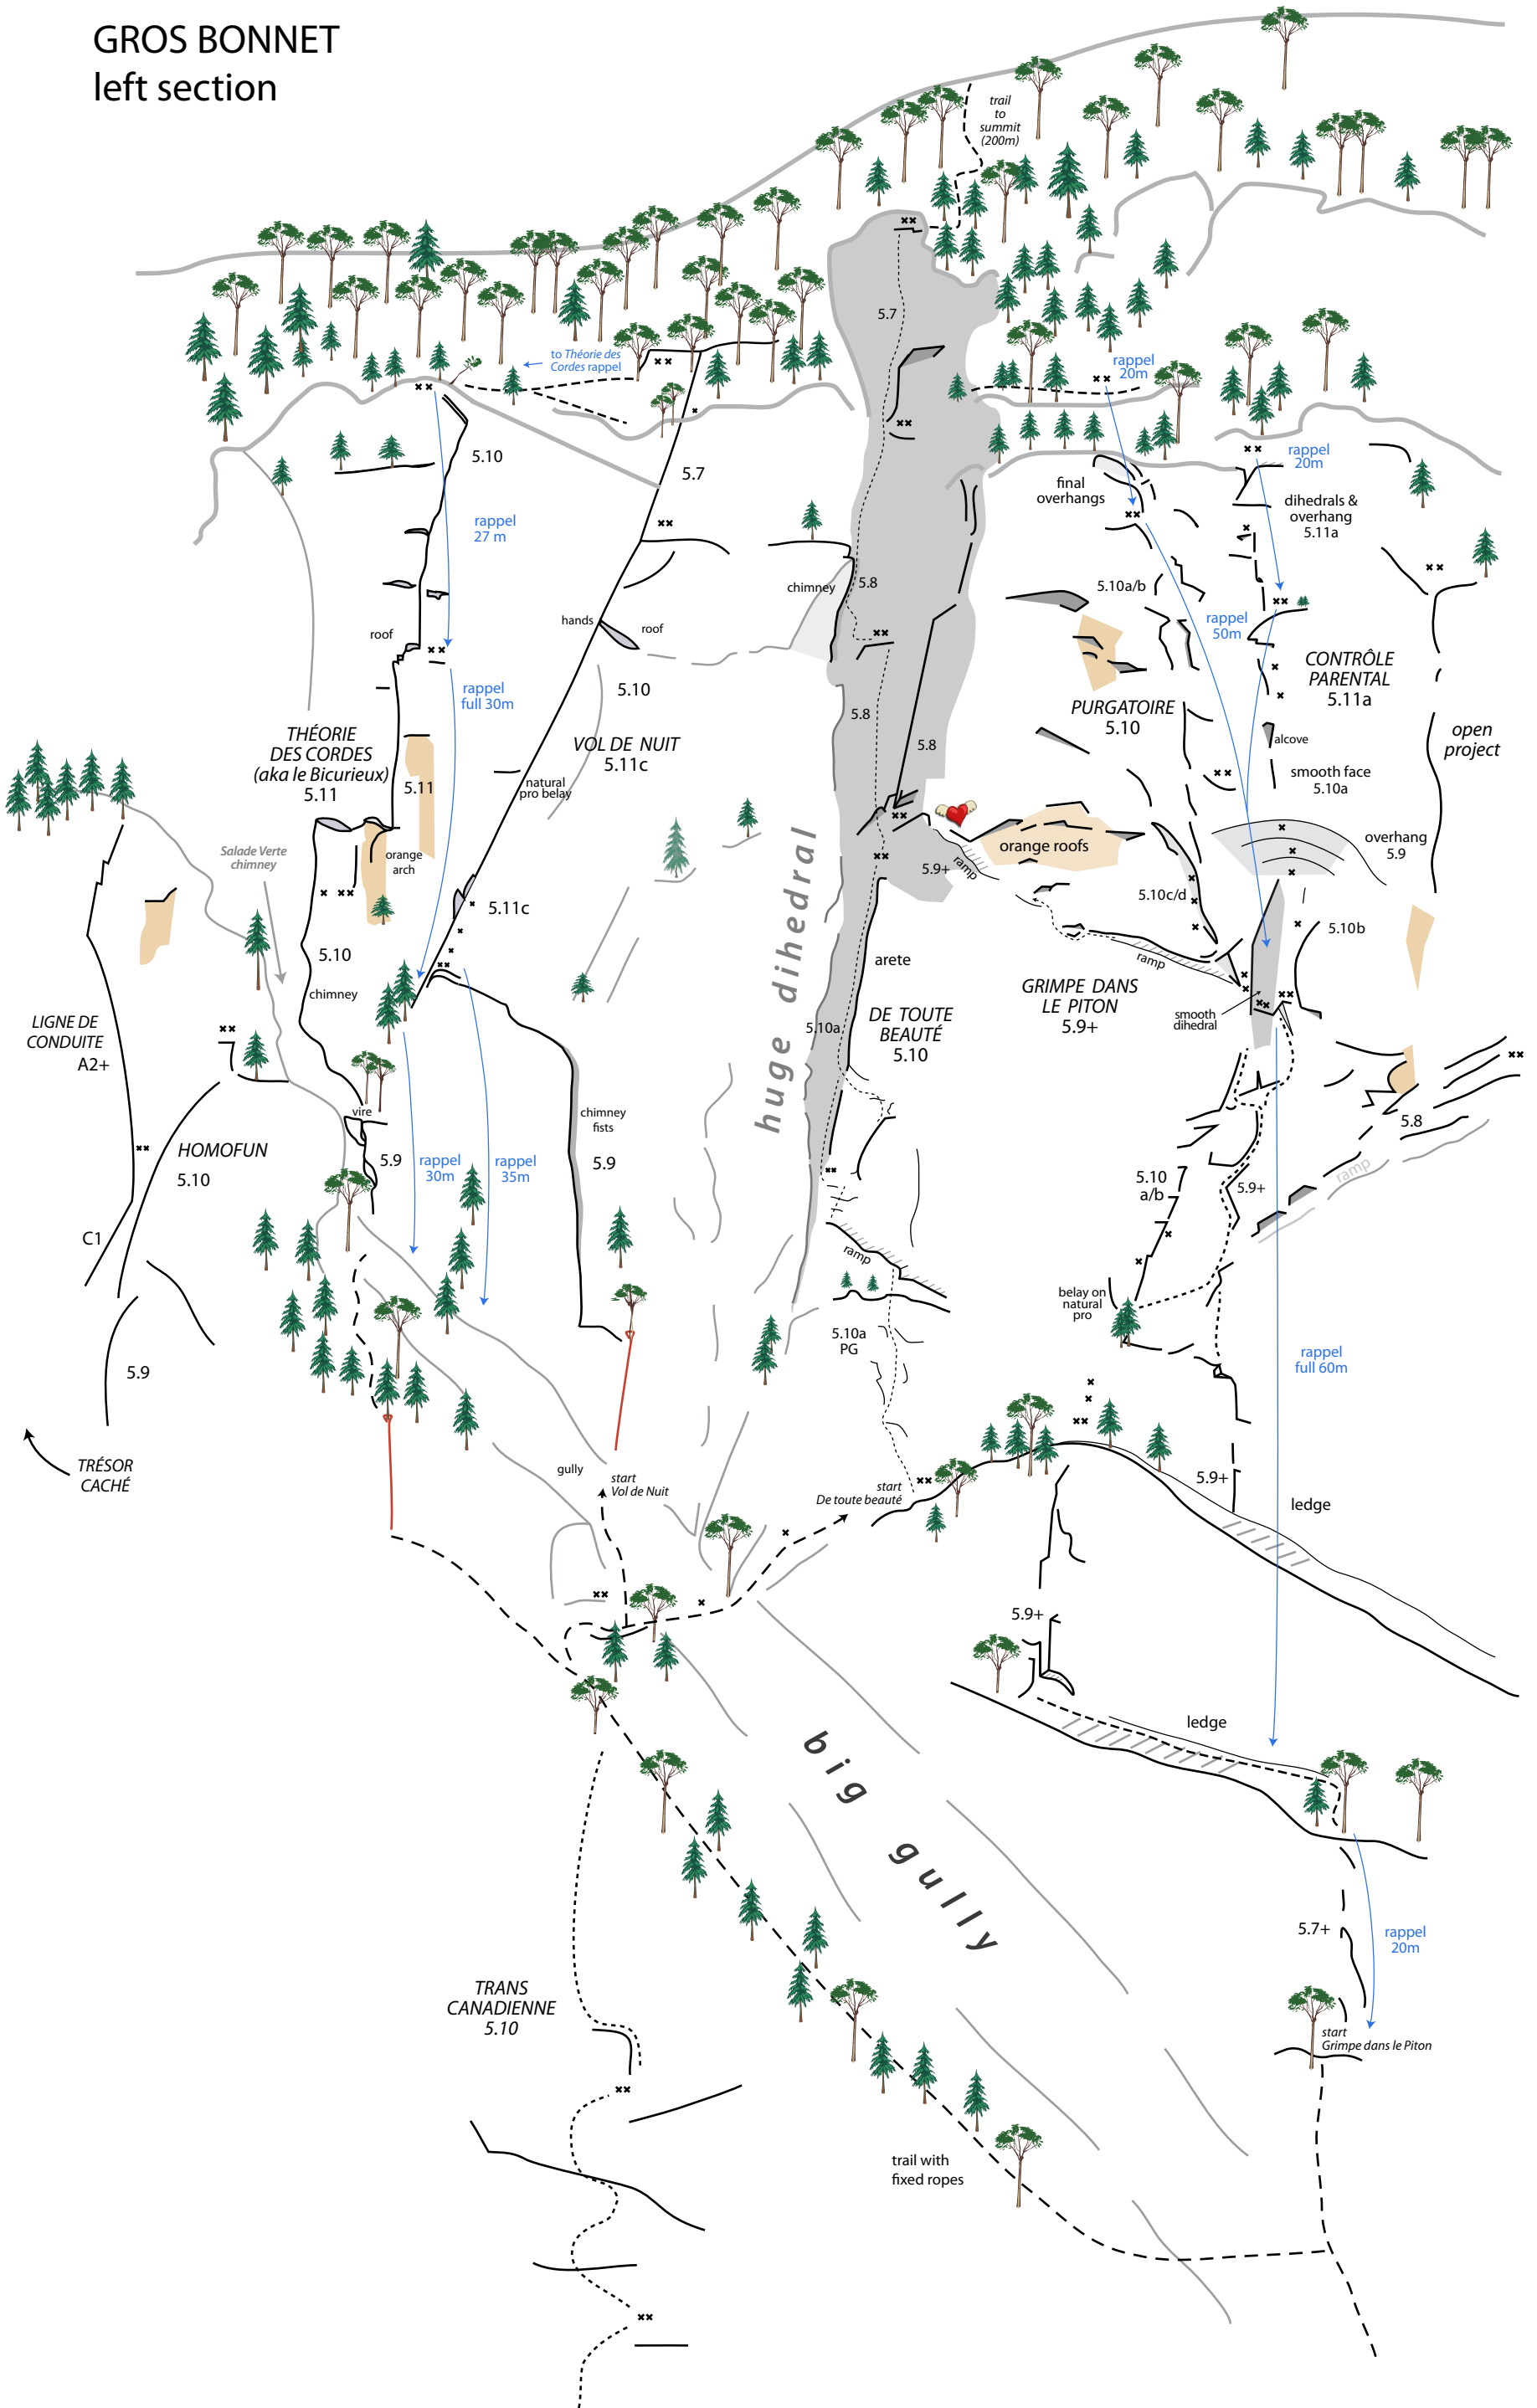 GROS BONNET
left section
trail
to
summit
(200m)
5.7
to Théorie des
Cordes rappel
rappel
20m
5.10
5.7
rappel
20m
final
overhangs
dihedrals &
overhang
5.11a
rappel
27 m
chimney
5.8
5.10a/b
hands
roof
roof
rappel
50m
CONTRÔLE
PARENTAL
5.11a
rappel
full 30m
5.10
PURGATOIRE
5.10
5.8
THÉORIE
DES CORDES
(aka le Bicurieux)
5.11
VOL DE NUIT
5.11c
5.8
alcove
open
project
5.11
natural
pro belay
smooth face
5.10a
Salade Verte
chimney
orange
arch
orange roofs
overhang
5.9
5.9+
ramp
5.10c/d
5.11c
5.10
5.10b
arete
ramp
chimney
huge dihedral
GRIMPE DANS
LE PITON
5.9+
smooth
dihedral
LIGNE DE
CONDUITE
A2+
5.10a
DE TOUTE
BEAUTÉ
5.10
vire
chimney
fists
5.8
HOMOFUN
5.10
5.9
rappel
30m
rappel
35m
5.9
5.10
a/b
5.9+
ramp
C1
ramp
belay on
natural
pro
5.10a
PG
rappel
full 60m
5.9
TRÉSOR
CACHÉ
gully
start
Vol de Nuit
start
De toute beauté
5.9+
ledge
5.9+
ledge
big gully
5.7+
rappel
20m
TRANS
CANADIENNE
5.10
start
Grimpe dans le Piton
trail with
fixed ropes